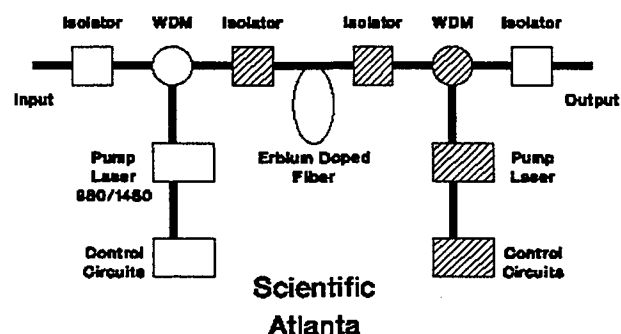 Isolator WDM Isolator Isolator WDM Isolator
Input
Output
Pump
Laser
980/1480
Erbium Doped
Fiber
Pump
Laser
Control
Circuits
Control
Circuits
Scientific
Atlanta